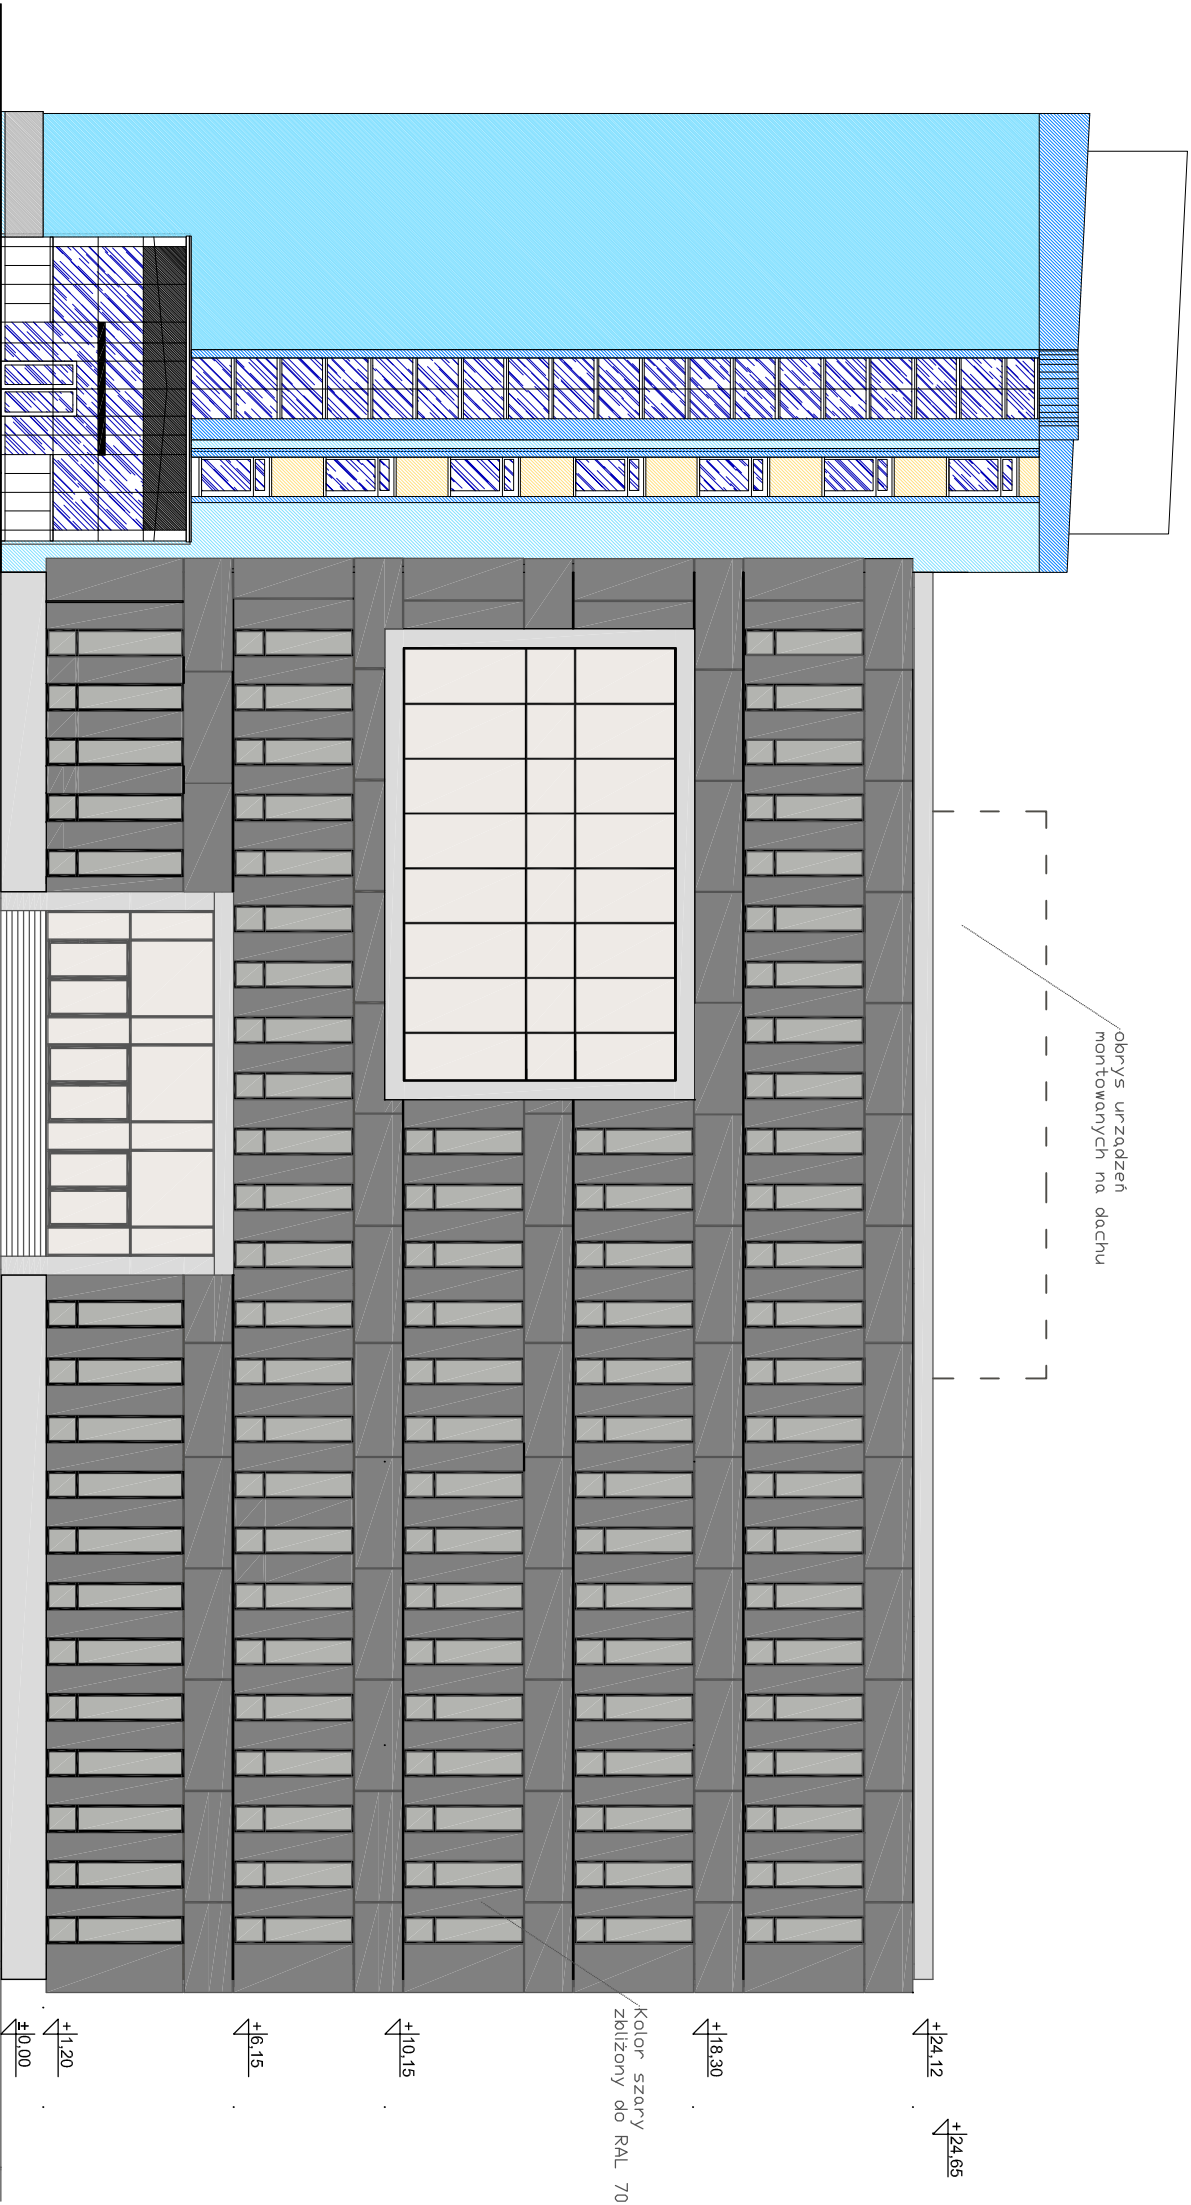 obrys urządzeń
montowanych na dachu
Kolor szary
zbliżony do RAL 70
+24,65
+24,12
+18,30
+10,15
+6,15
+1,20
±0,00